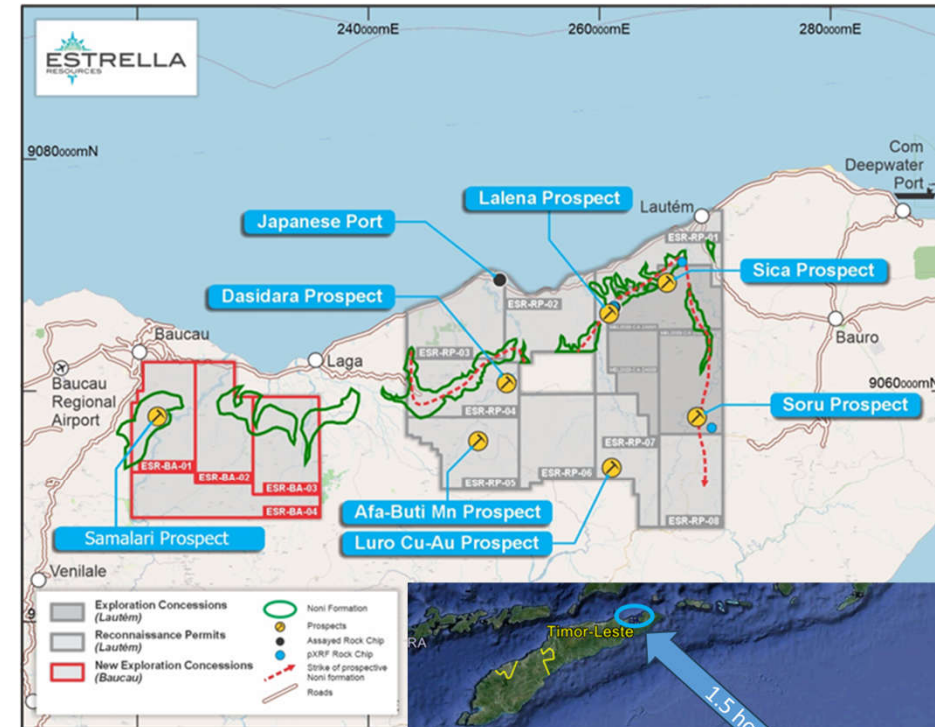 ESTRELLA
RESOURCES
240000mE
260000mE
280000mE
9080000mN
Com
Deepwater
Port
Lalena Prospect
Lautém
Japanese Port
ESR-RP-01
Sica Prospect
Dasidara Prospect
ESR-RP-02
Baucau
Bauro
ESR-RP-03
Laga
Baucau
Regional
Airport
9060000mN
ESR-RP-04
Soru Prospect
ESR-RP-07
ESR-BA-01
ESR-RP-06
ESR-BA-02
ESR-RP-05
ESR-BA-03
Afa-Buti Mn Prospect
ESR-BA-04
ESR-RP-08
Samalari Prospect
Luro Cu-Au Prospect
Venilale
Exploration Concessions
(Lautém)
Reconnaissance Permits
(Lautém)
New Exploration Concessions
(Baucau)
Noni Formation
Prospects
Assayed Rock Chip
pXRF Rock Chip
Strike of prospective
Noni formation
Roads
RA
Timor-Leste
1.5 ho